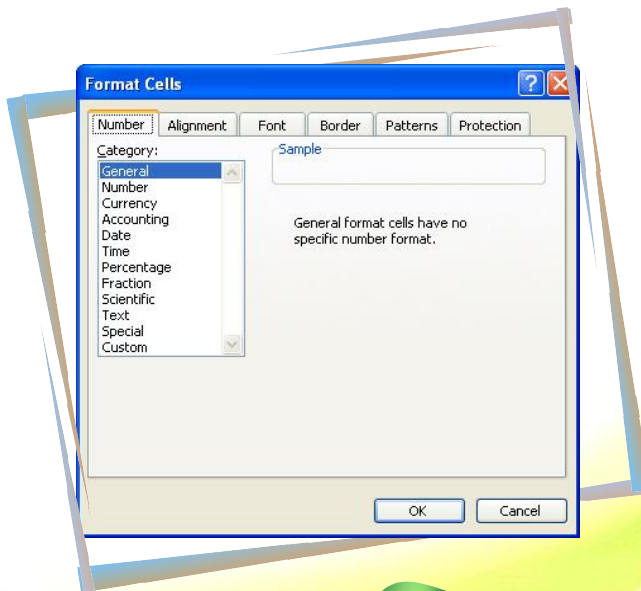 Format Cells
Number Alignment Font Border Patterns Protection
Category:
General
Number
Currency
Accounting
Date
Time
Percentage
Fraction
Scientific
Text
Special
Custom
Sample
General format cells have no
specific number format.
OK Cancel